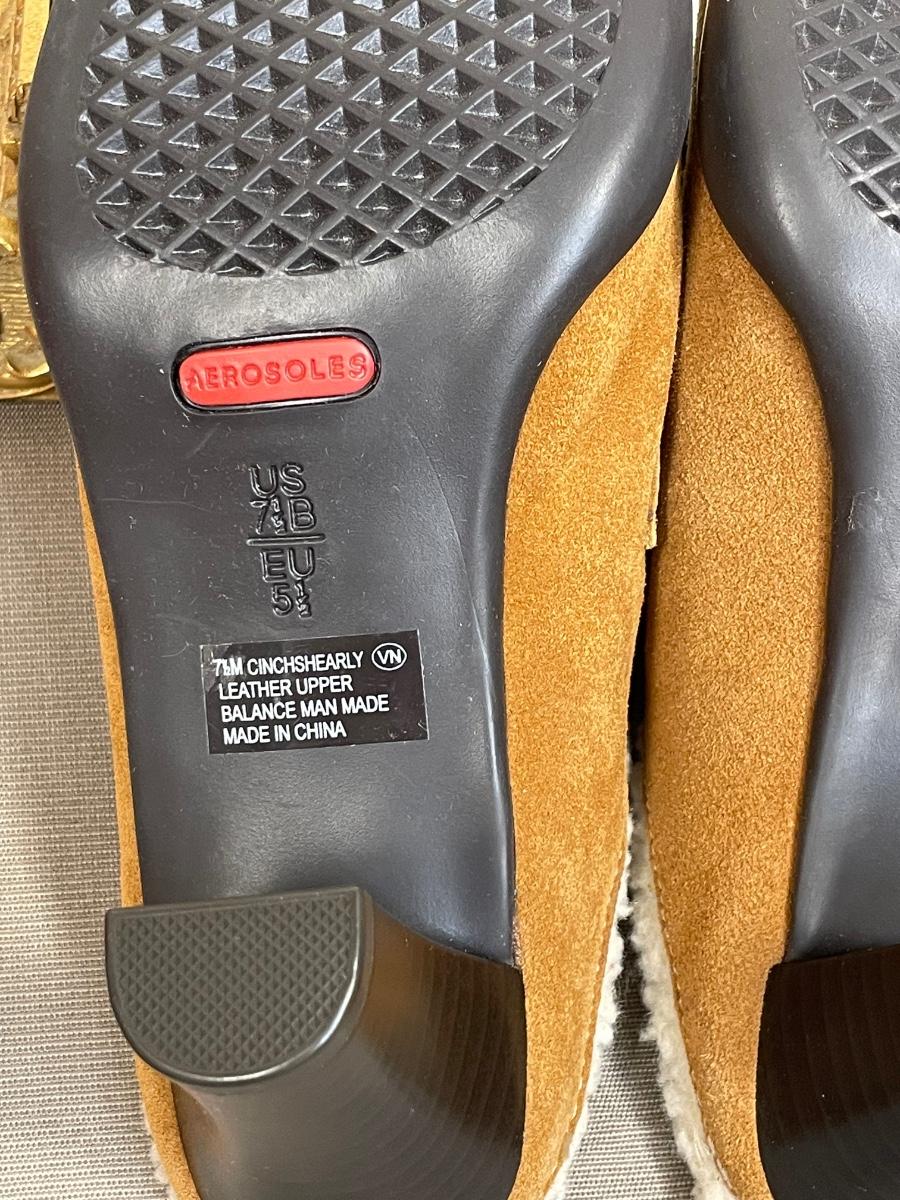 AEROSOLES
US
7½B
EU
5½
7½M CINCHSHEARLY VN
LEATHER UPPER
BALANCE MAN MADE
MADE IN CHINA